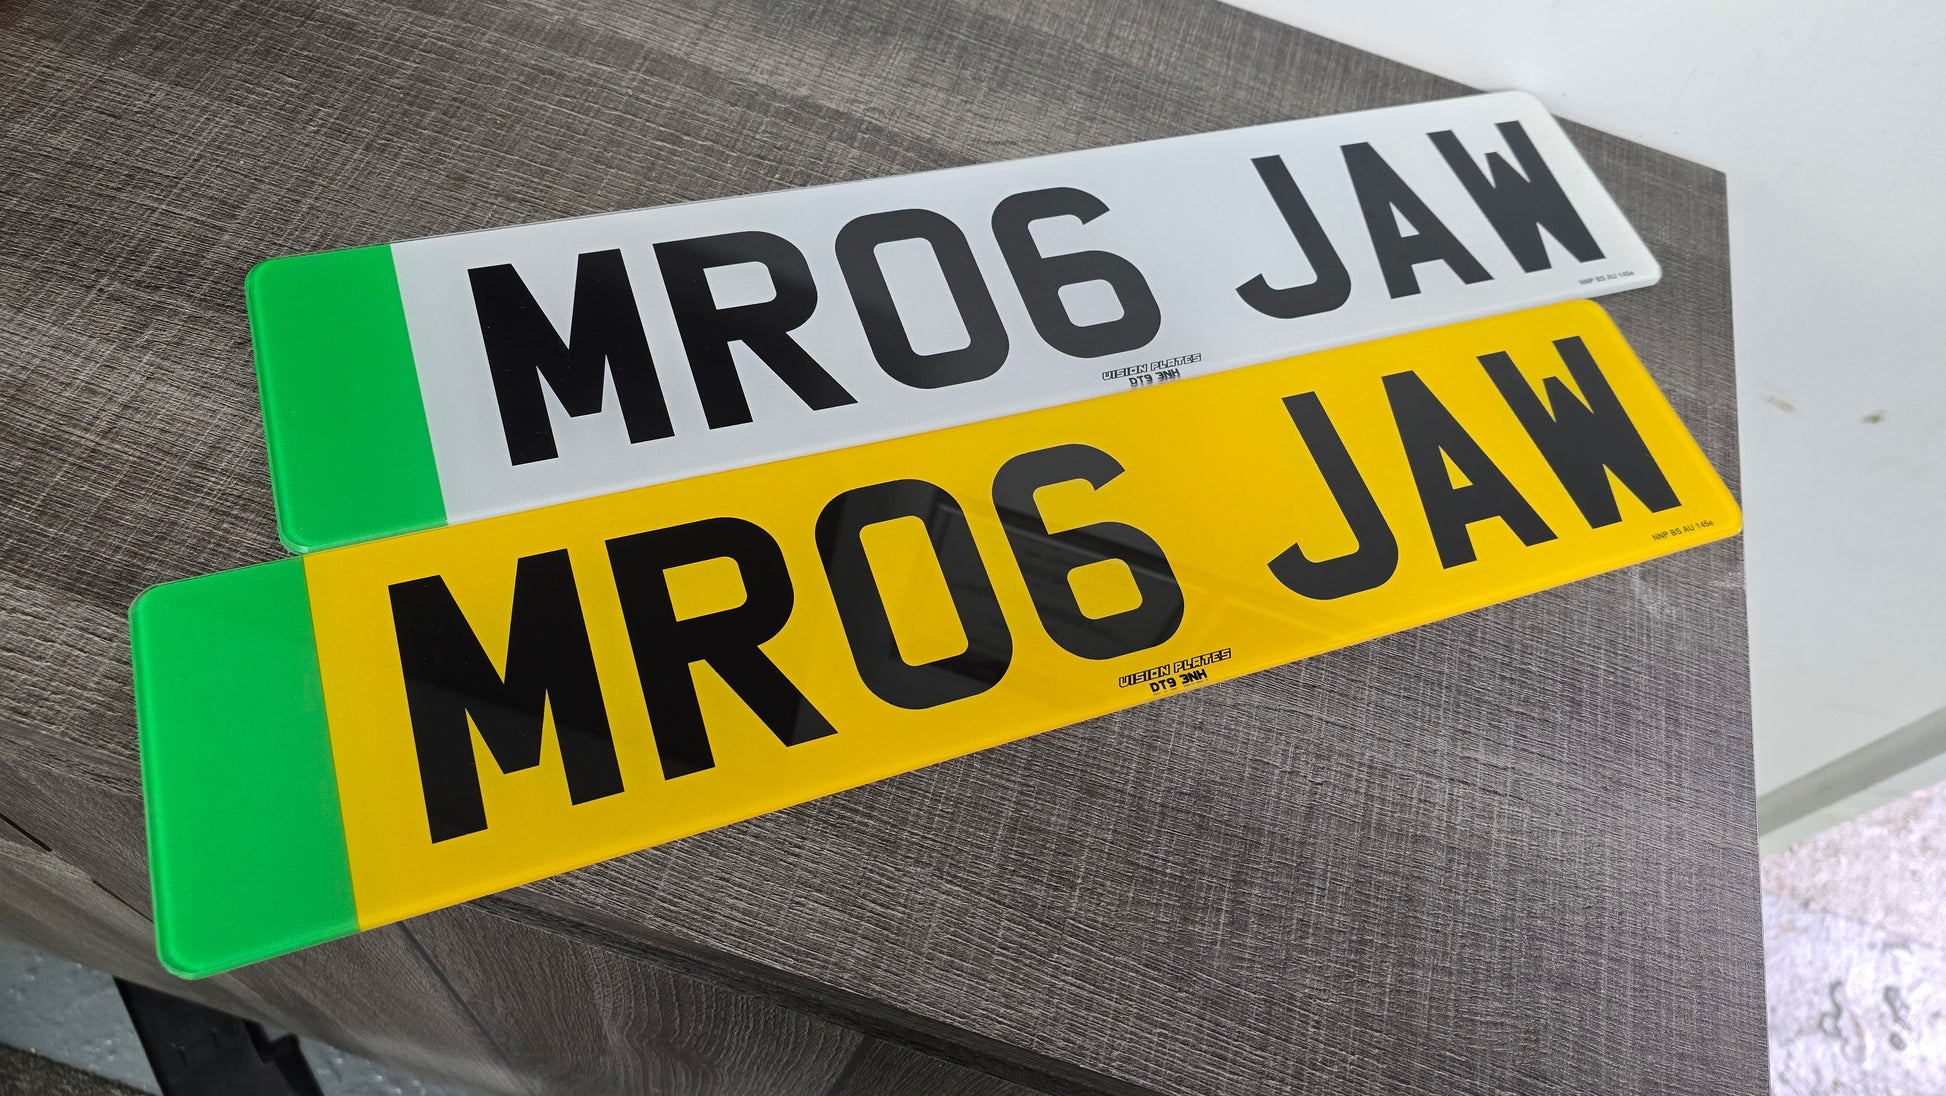 MR06 JAW
VISION PLATES
DT9 3NH
NNP BS AU 145e
MR06 JAW
VISION PLATES
DT9 3NH
NNP BS AU 145e